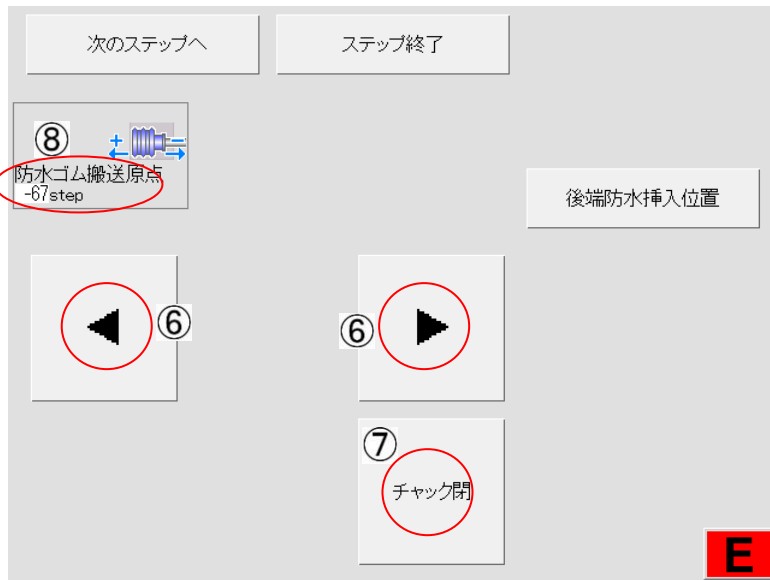 次のステップへ
ステップ終了
⑧
+ -
防水ゴム搬送原点
-67step
後端防水挿入位置
◀ ⑥
⑥ ▶
⑦
チャック閉
E